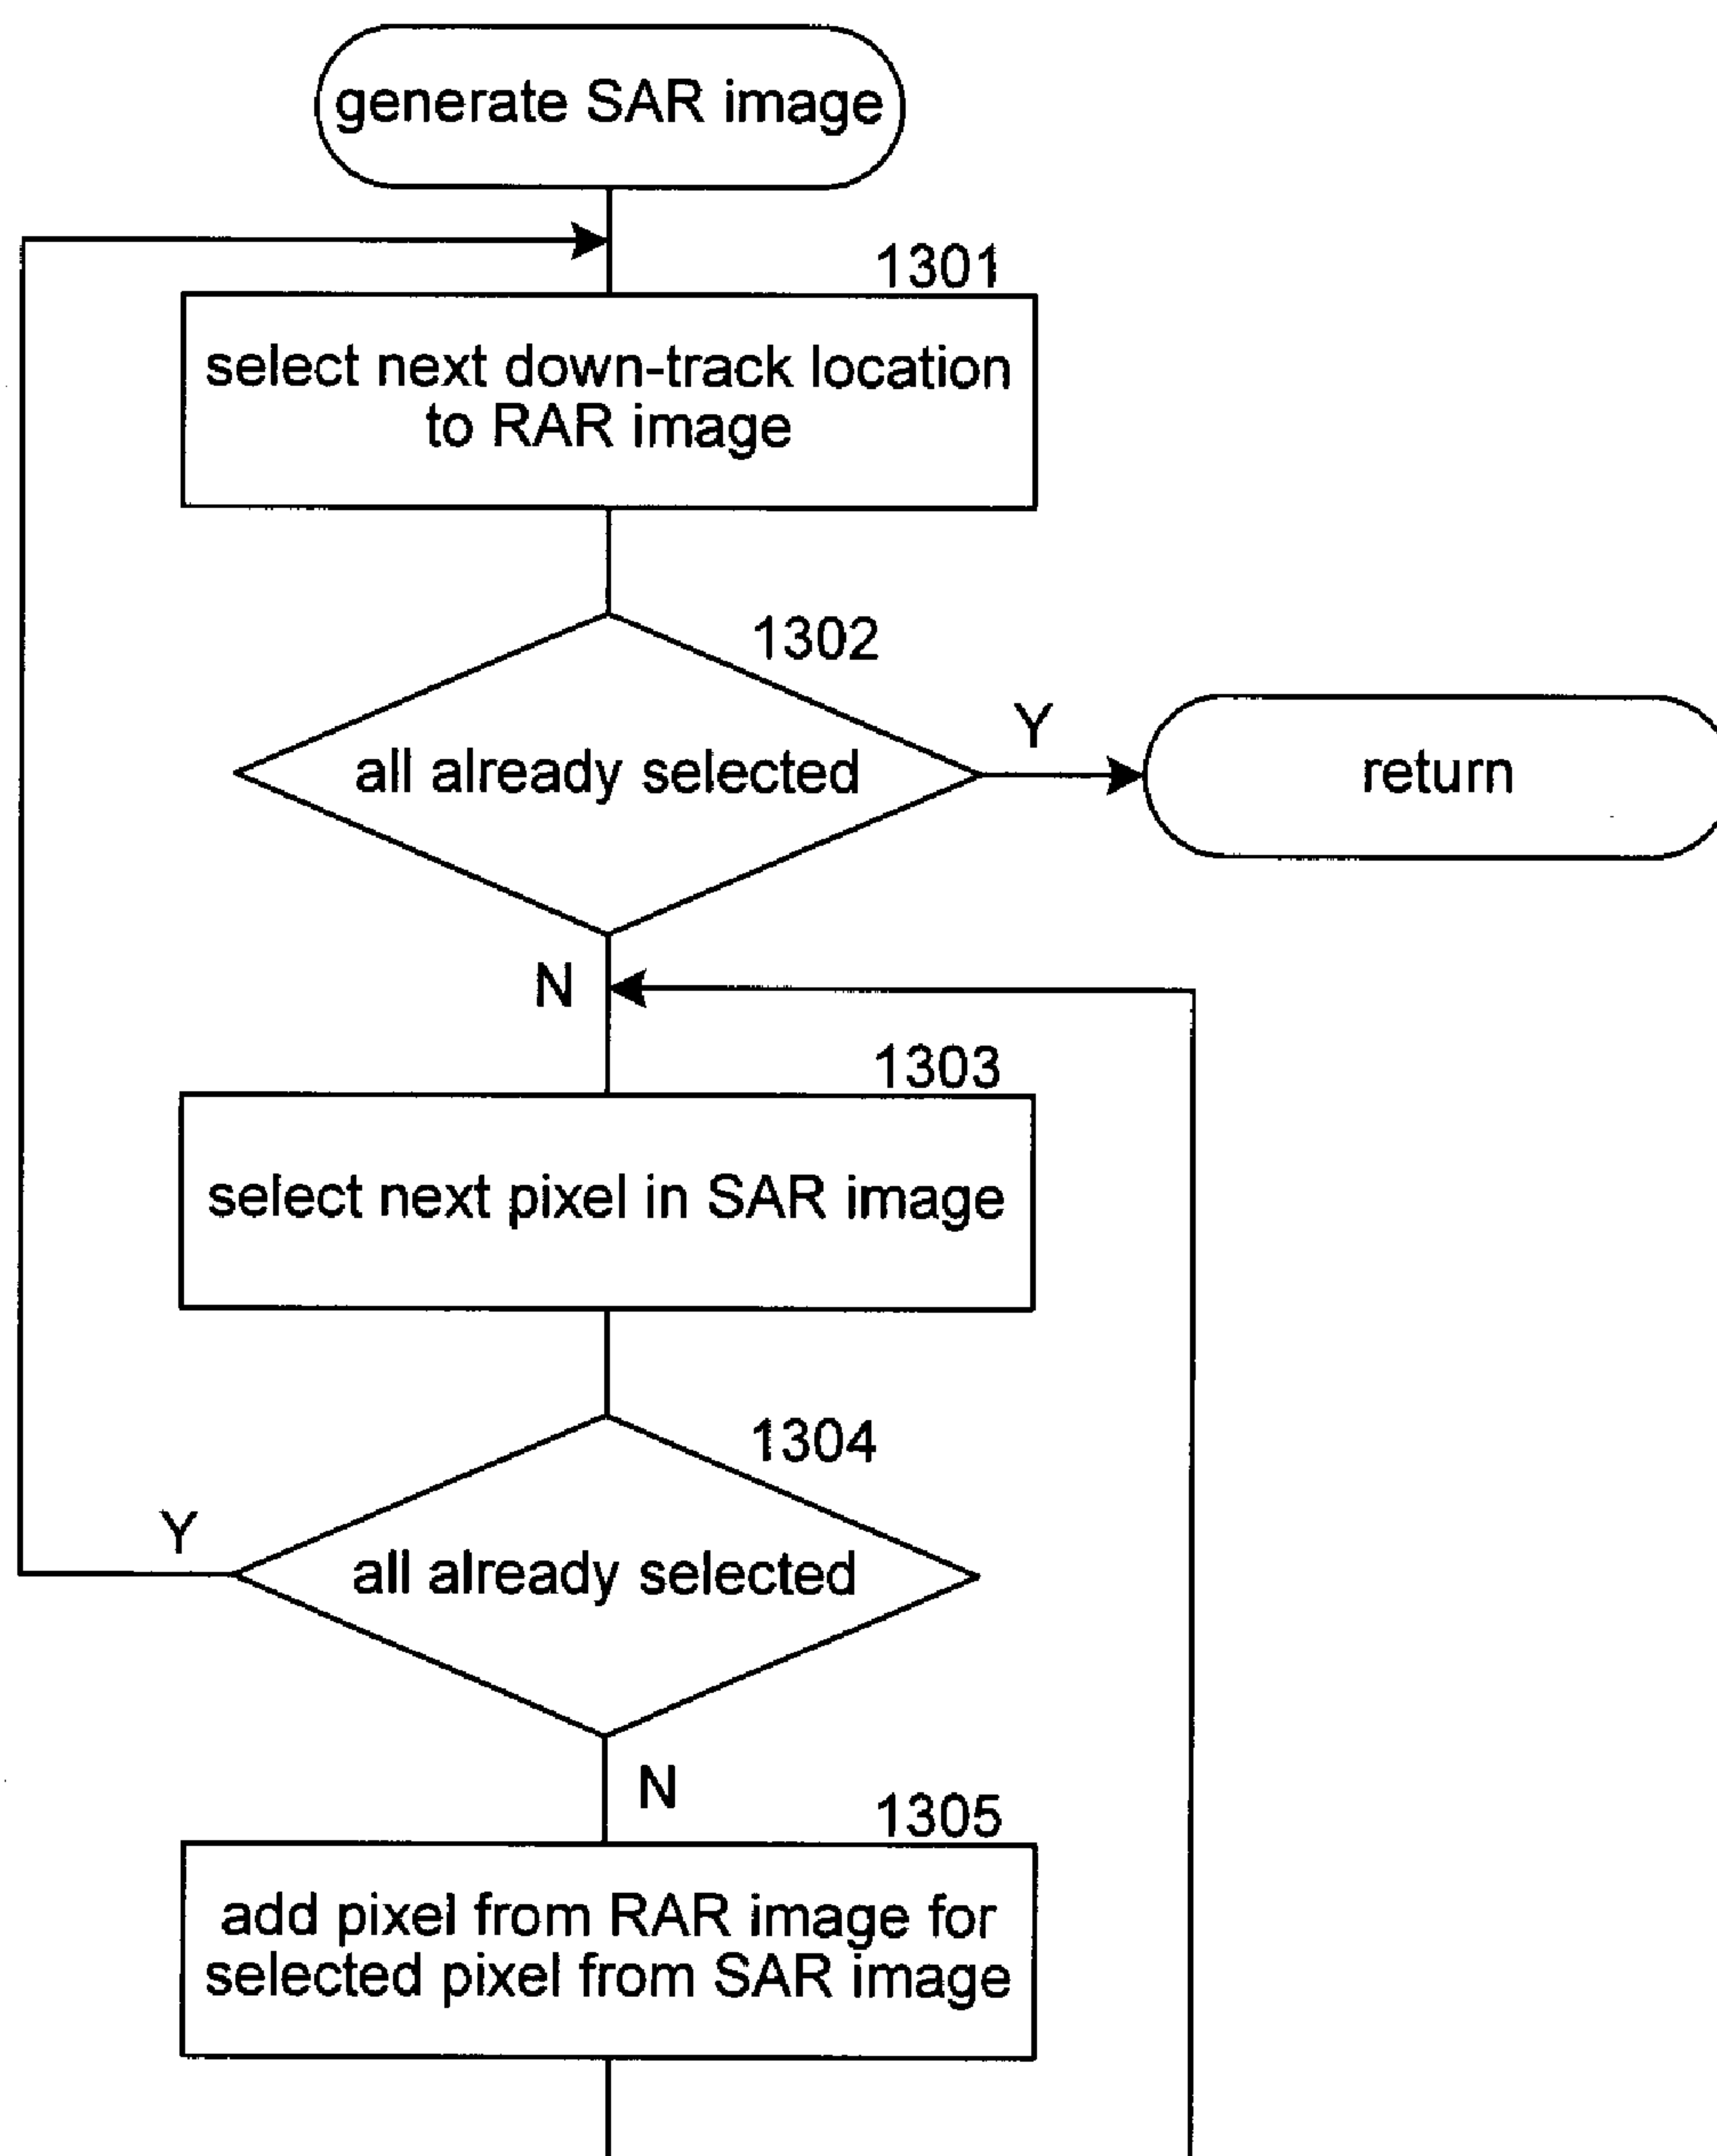 generate SAR image
1301
select next down-track location
to RAR image
1302
all already selected
Y
return
N
1303
select next pixel in SAR image
1304
all already selected
Y
N
1305
add pixel from RAR image for
selected pixel from SAR image